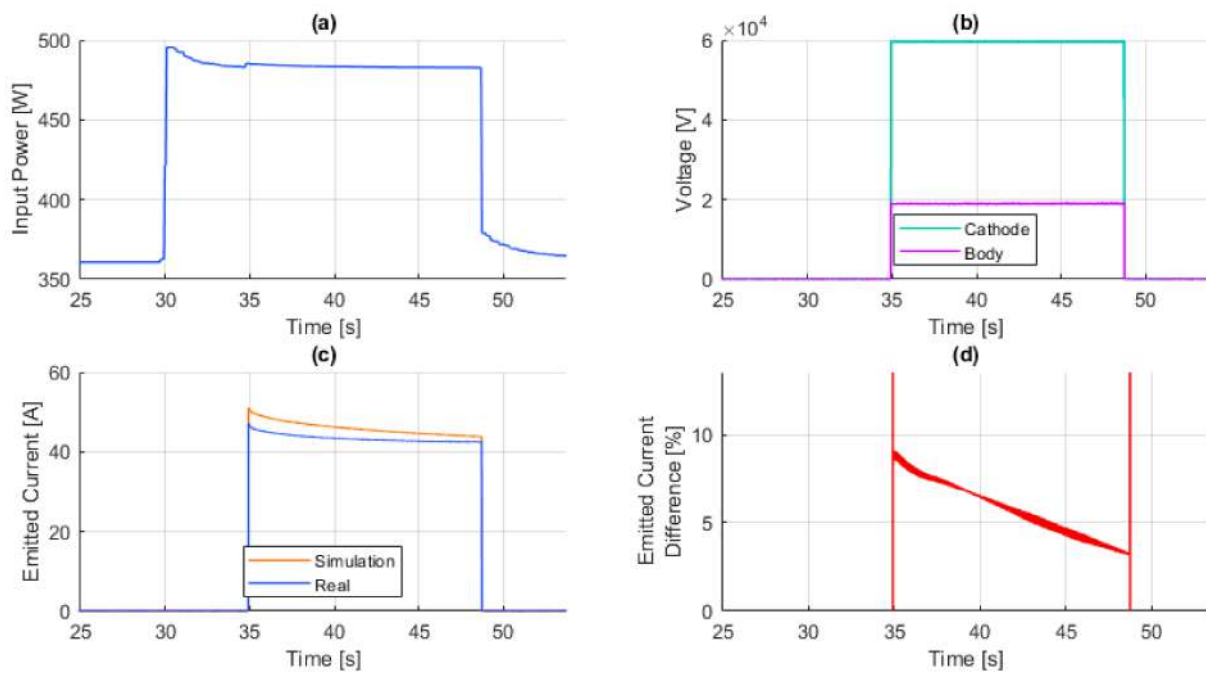 (a)
500
450
400
350
Input Power [W]
25 30 35 40 45 50
Time [s]
(b)
×10⁴
6
4
2
0
Voltage [V]
Cathode
Body
25 30 35 40 45 50
Time [s]
(c)
60
40
20
0
Emitted Current [A]
Simulation
Real
25 30 35 40 45 50
Time [s]
(d)
10
5
0
Emitted Current
Difference [%]
25 30 35 40 45 50
Time [s]